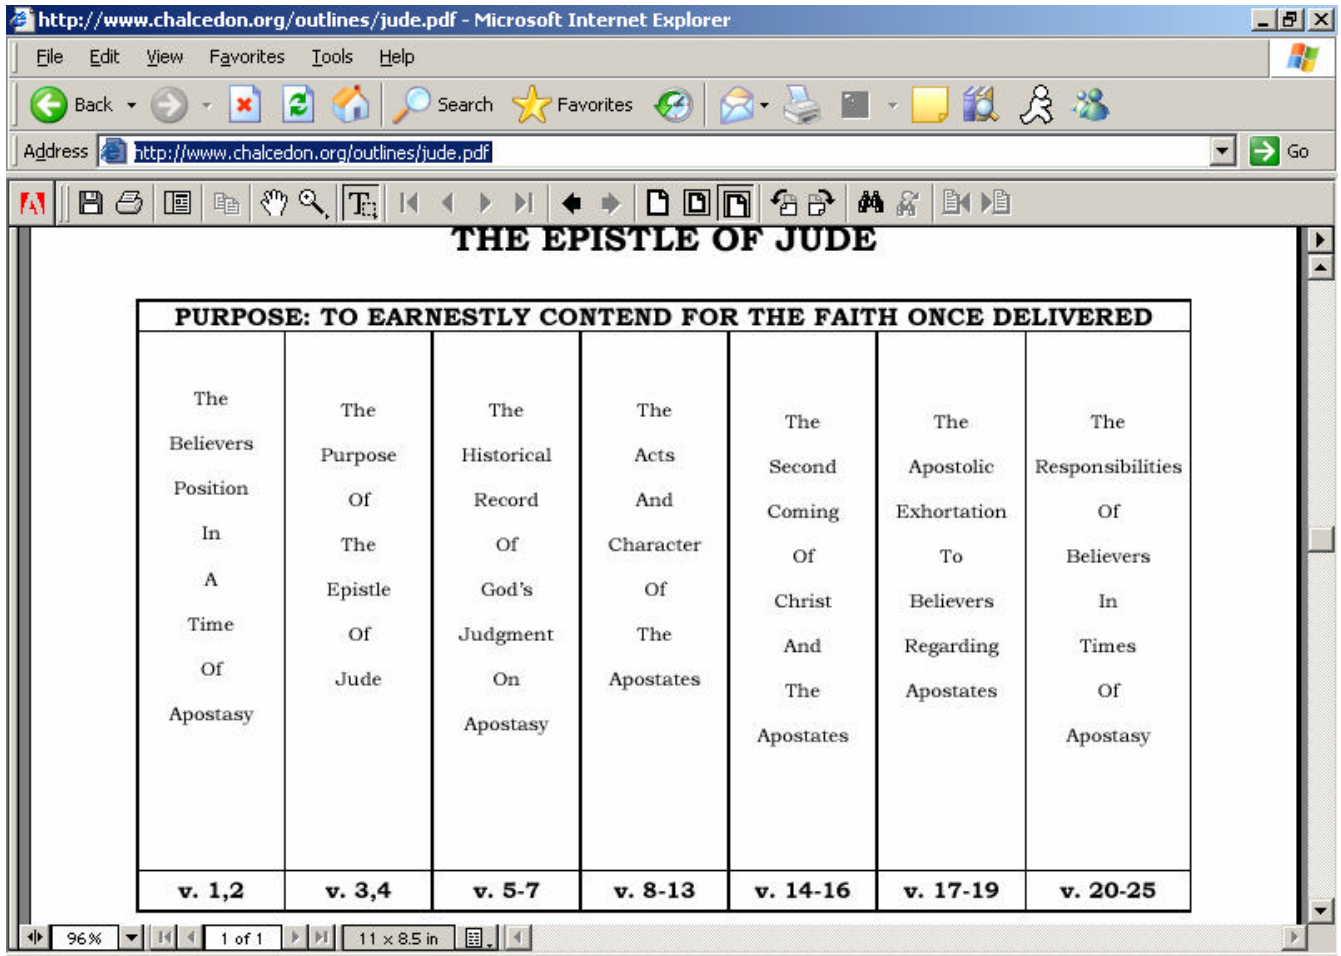 http://www.chalcedon.org/outlines/jude.pdf - Microsoft Internet Explorer
File Edit View Favorites Tools Help
Back Search Favorites
Address http://www.chalcedon.org/outlines/jude.pdf Go
THE EPISTLE OF JUDE
PURPOSE: TO EARNESTLY CONTEND FOR THE FAITH ONCE DELIVERED
The
Believers
Position
In
A
Time
Of
Apostasy
The
Purpose
Of
The
Epistle
Of
Jude
The
Historical
Record
Of
God's
Judgment
On
Apostasy
The
Acts
And
Character
Of
The
Apostates
The
Second
Coming
Of
Christ
And
The
Apostates
The
Apostolic
Exhortation
To
Believers
Regarding
Apostates
The
Responsibilities
Of
Believers
In
Times
Of
Apostasy
v. 1,2 v. 3,4 v. 5-7 v. 8-13 v. 14-16 v. 17-19 v. 20-25
96% 1 of 1 11 x 8.5 in